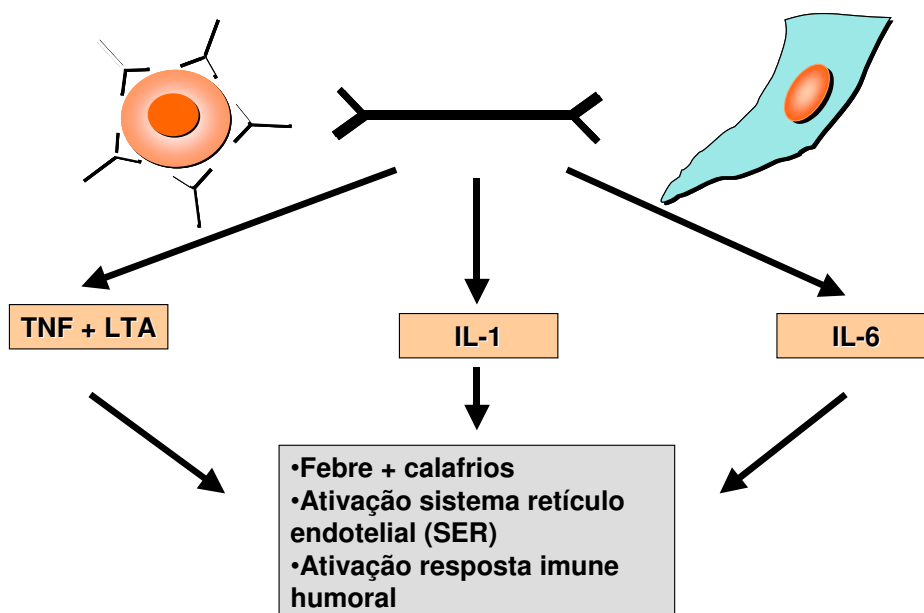 TNF + LTA
IL-1
IL-6
•Febre + calafrios
•Ativação sistema retículo
endotelial (SER)
•Ativação resposta imune
humoral